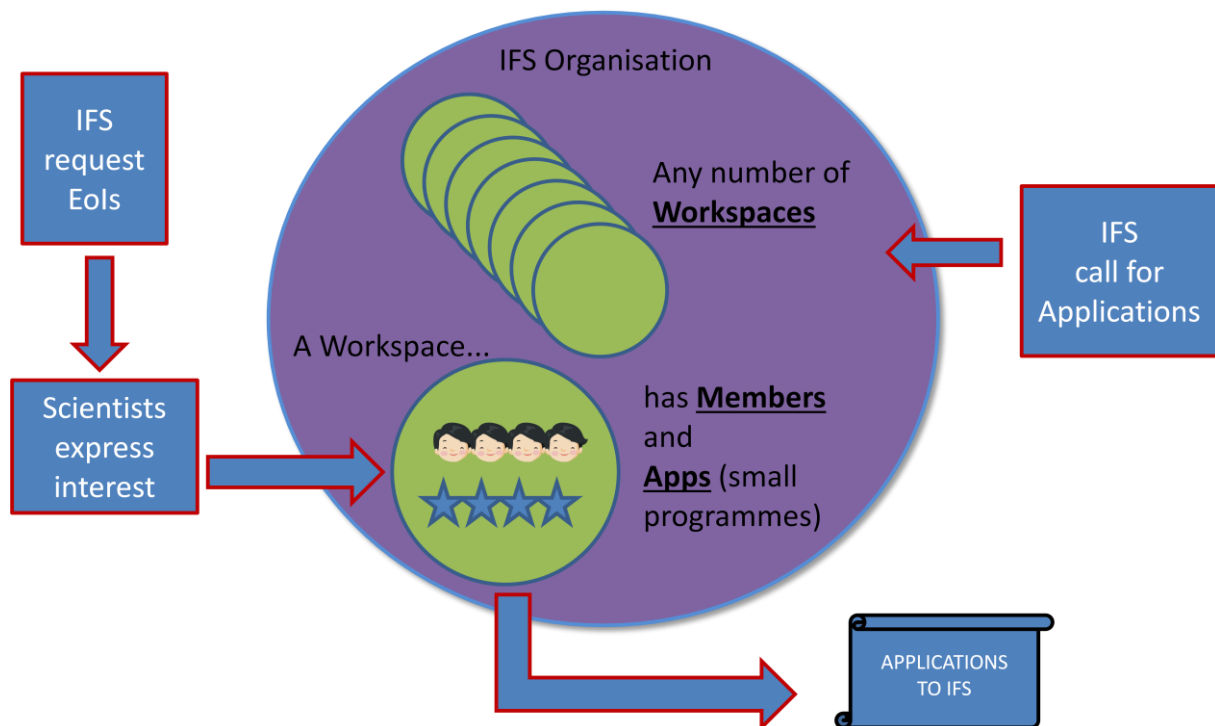 IFS Organisation
IFS
request
EoIs
Any number of
Workspaces
IFS
call for
Applications
A Workspace...
Scientists
express
interest
has Members
and
Apps (small
programmes)
APPLICATIONS
TO IFS